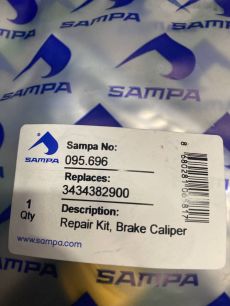 SAMPA
SAMPA
SAMPA
SAMPA
SAMPA
Sampa No:
095.696
Replaces:
3434382900
1
Qty
Description:
Repair Kit, Brake Caliper
www.sampa.com